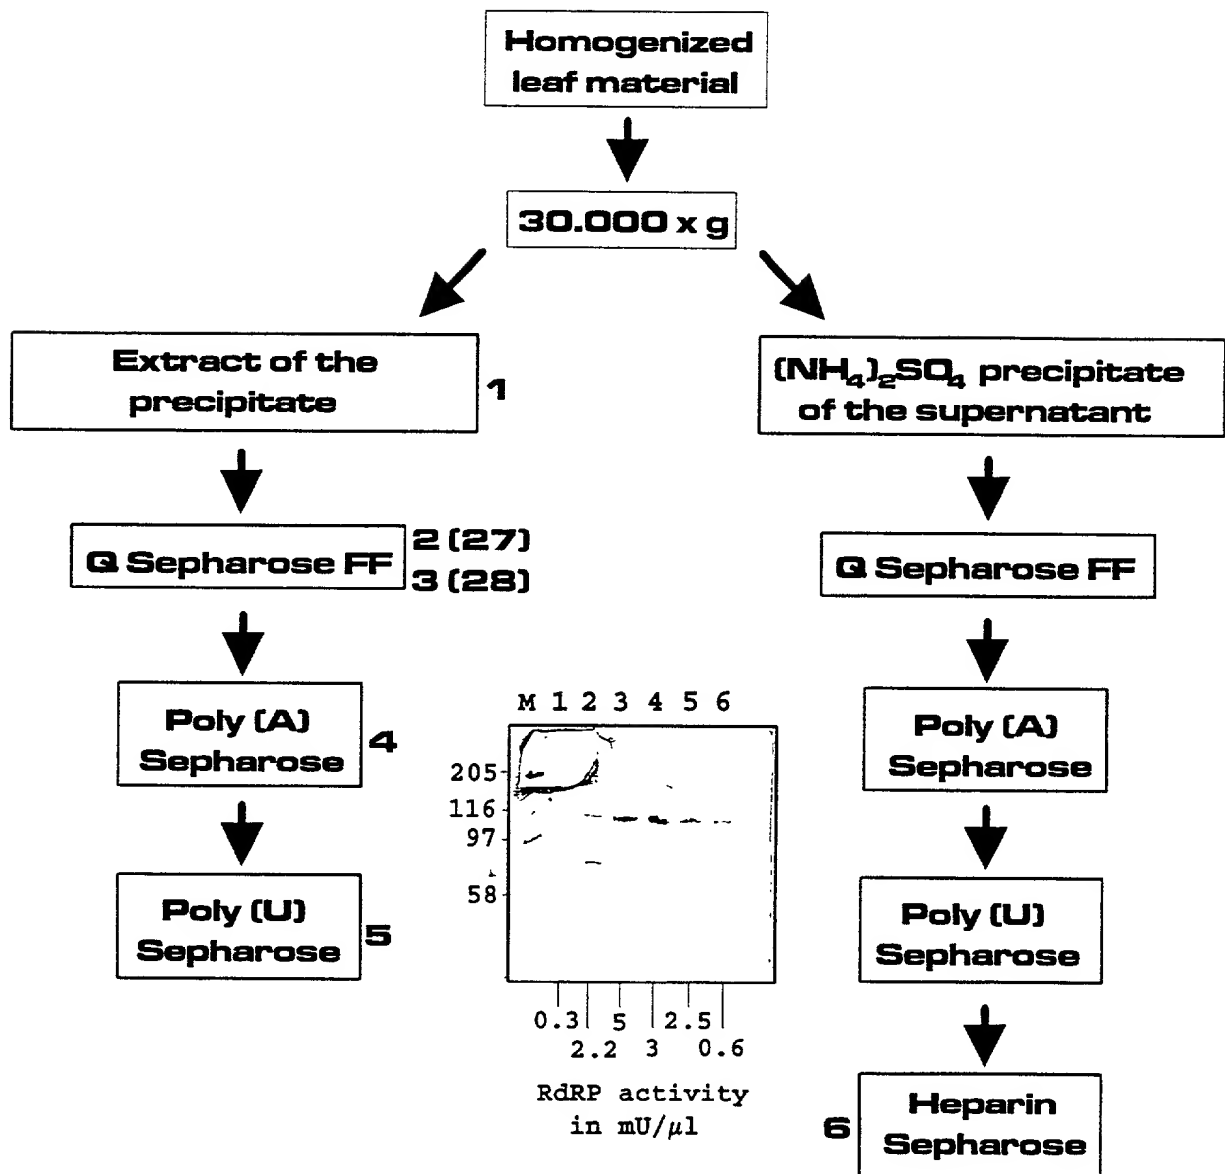 Homogenized
leaf material
30.000 x g
Extract of the
precipitate
1
(NH₄)₂SO₄ precipitate
of the supernatant
Q Sepharose FF
2 (27)
3 (28)
Q Sepharose FF
Poly (A)
Sepharose
4
M 1 2 3 4 5 6
205
116
97
58
Poly (A)
Sepharose
Poly (U)
Sepharose
5
Poly (U)
Sepharose
0.3 5 2.5
2.2 3 0.6
RdRP activity
in mU/μl
6
Heparin
Sepharose